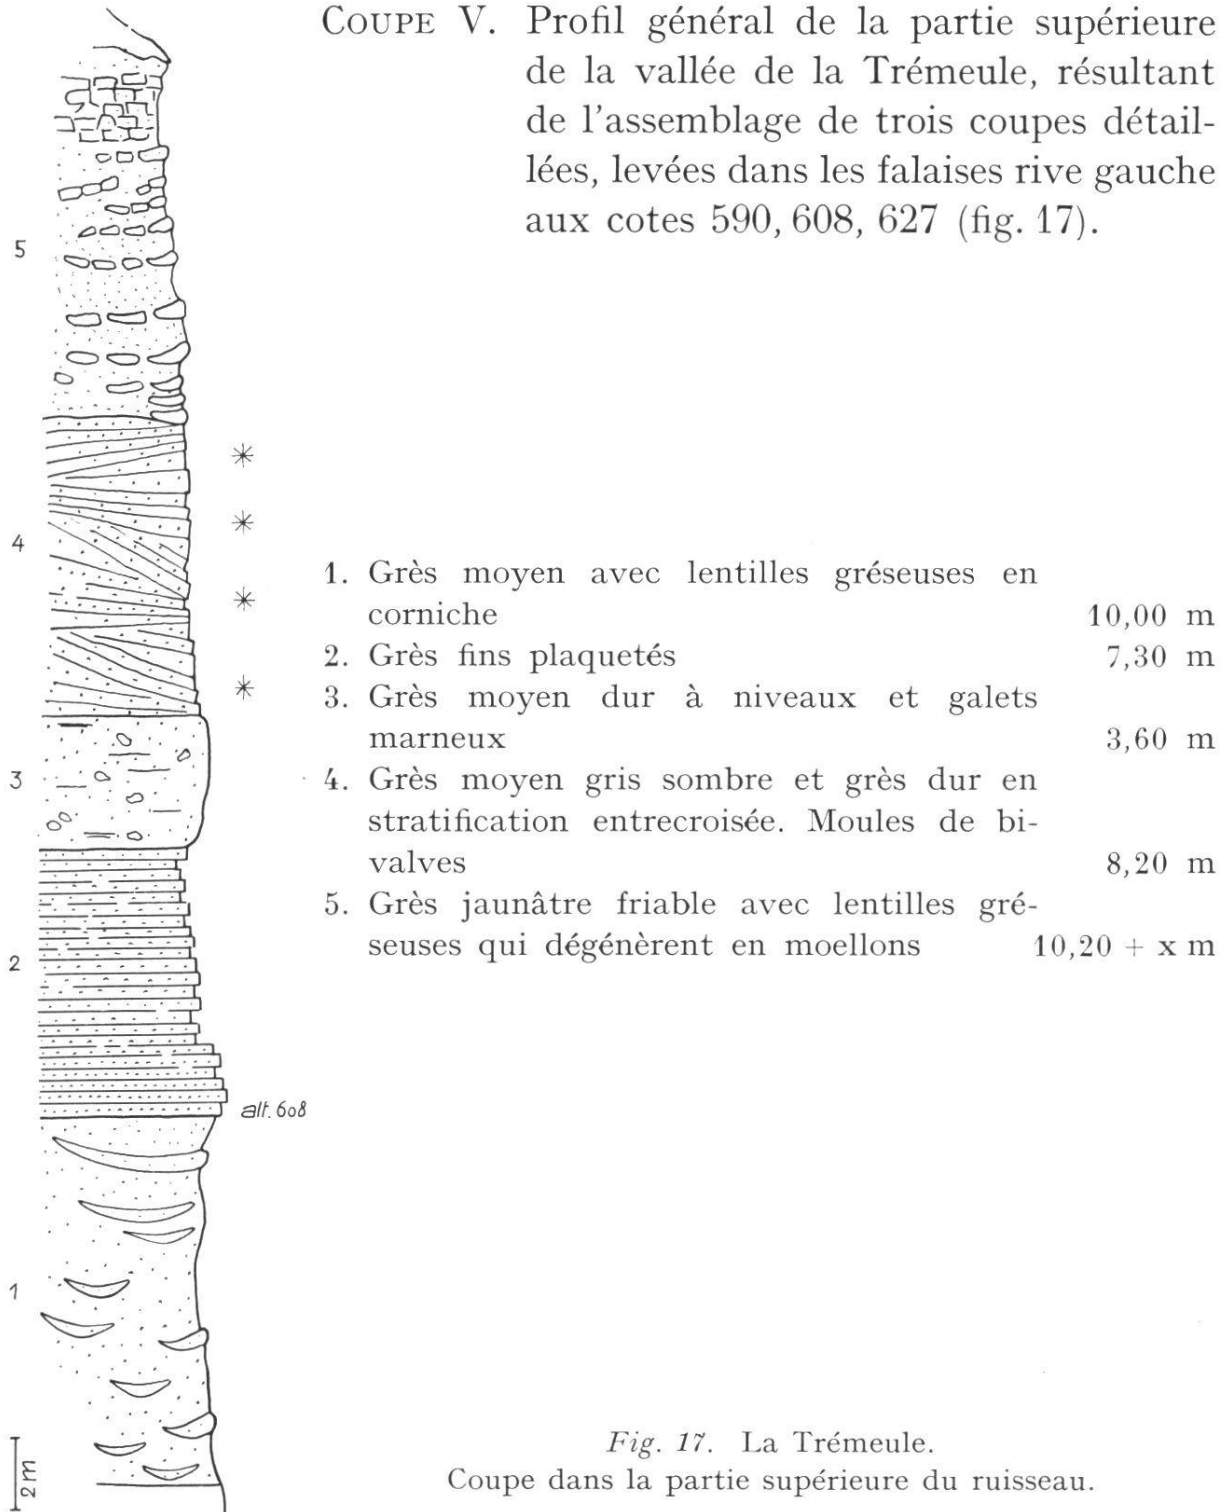 COUPE V. Profil général de la partie supérieure
de la vallée de la Trémeule, résultant
de l'assemblage de trois coupes détail-
lées, levées dans les falaises rive gauche
aux cotes 590, 608, 627 (fig. 17).
5
4
3
2
alt. 608
1
2m
1. Grès moyen avec lentilles gréseuses en
corniche 10,00 m
2. Grès fins plaquetés 7,30 m
3. Grès moyen dur à niveaux et galets
marneux 3,60 m
4. Grès moyen gris sombre et grès dur en
stratification entrecroisée. Moules de bi-
valves 8,20 m
5. Grès jaunâtre friable avec lentilles gré-
seuses qui dégénèrent en moellons 10,20 + x m
Fig. 17. La Trémeule.
Coupe dans la partie supérieure du ruisseau.